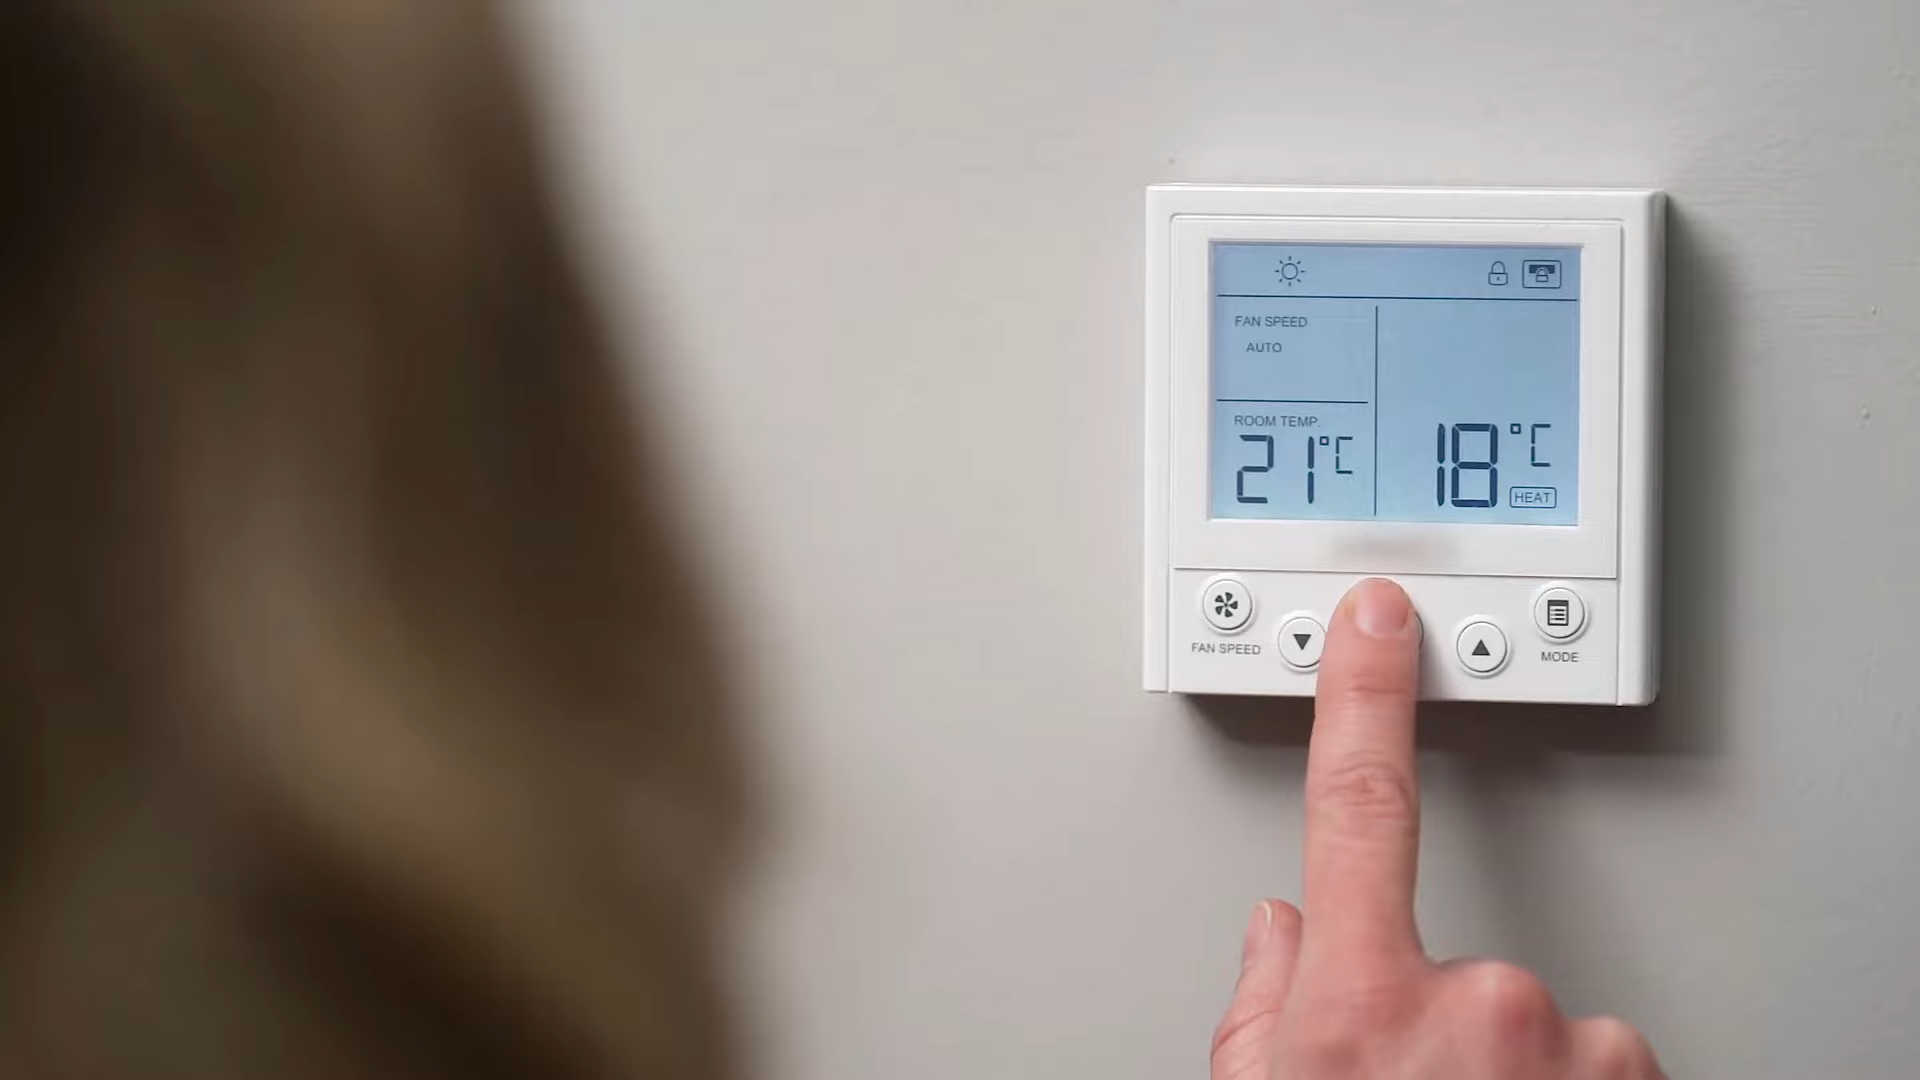 FAN SPEED
AUTO
ROOM TEMP.
21°C
18°C
HEAT
FAN SPEED
MODE